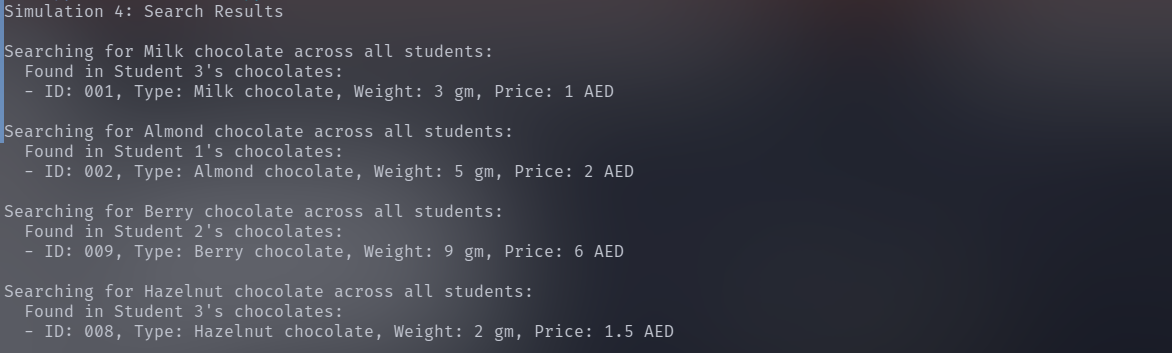 Simulation 4: Search Results
Searching for Milk chocolate across all students:
Found in Student 3's chocolates:
- ID: 001, Type: Milk chocolate, Weight: 3 gm, Price: 1 AED
Searching for Almond chocolate across all students:
Found in Student 1's chocolates:
- ID: 002, Type: Almond chocolate, Weight: 5 gm, Price: 2 AED
Searching for Berry chocolate across all students:
Found in Student 2's chocolates:
- ID: 009, Type: Berry chocolate, Weight: 9 gm, Price: 6 AED
Searching for Hazelnut chocolate across all students:
Found in Student 3's chocolates:
- ID: 008, Type: Hazelnut chocolate, Weight: 2 gm, Price: 1.5 AED